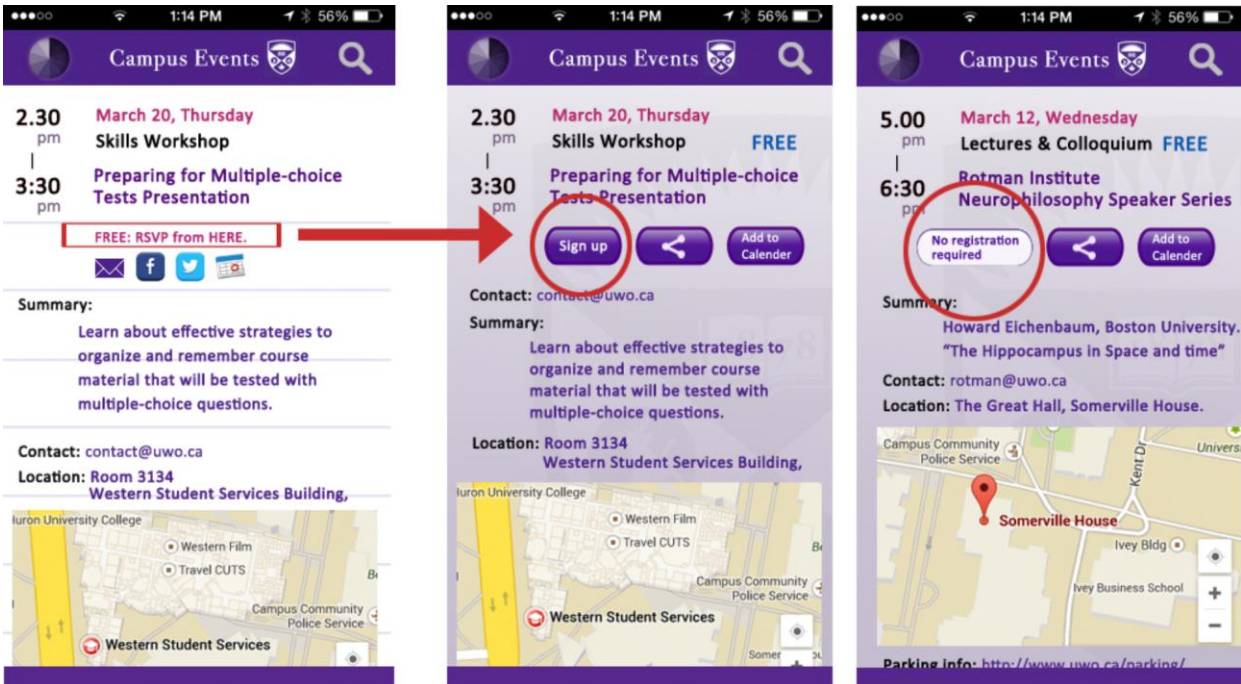 1:14 PM
56%
Campus Events
2.30 pm
|
3:30 pm
March 20, Thursday
Skills Workshop
Preparing for Multiple-choice
Tests Presentation
FREE: RSVP from HERE.
Summary:
Learn about effective strategies to
organize and remember course
material that will be tested with
multiple-choice questions.
Contact: contact@uwo.ca
Location: Room 3134
Western Student Services Building,
Huron University College
Western Film
Travel CUTS
Campus Community
Police Service
Western Student Services
1:14 PM
56%
Campus Events
2.30 pm
|
3:30 pm
March 20, Thursday
Skills Workshop FREE
Preparing for Multiple-choice
Tests Presentation
Sign up
Add to
Calender
Contact: contact@uwo.ca
Summary:
Learn about effective strategies to
organize and remember course
material that will be tested with
multiple-choice questions.
Location: Room 3134
Western Student Services Building,
Huron University College
Western Film
Travel CUTS
Campus Community
Police Service
Western Student Services
Somer
1:14 PM
56%
Campus Events
5.00 pm
|
6:30 pm
March 12, Wednesday
Lectures & Colloquium FREE
Rotman Institute
Neurophilosophy Speaker Series
No registration
required
Add to
Calender
Summary:
Howard Eichenbaum, Boston University.
“The Hippocampus in Space and time”
Contact: rotman@uwo.ca
Location: The Great Hall, Somerville House.
Campus Community
Police Service
Kent Dr
Univers
Somerville House
Ivey Bldg
Ivey Business School
+
−
Parking info: http://www.uwo.ca/parking/